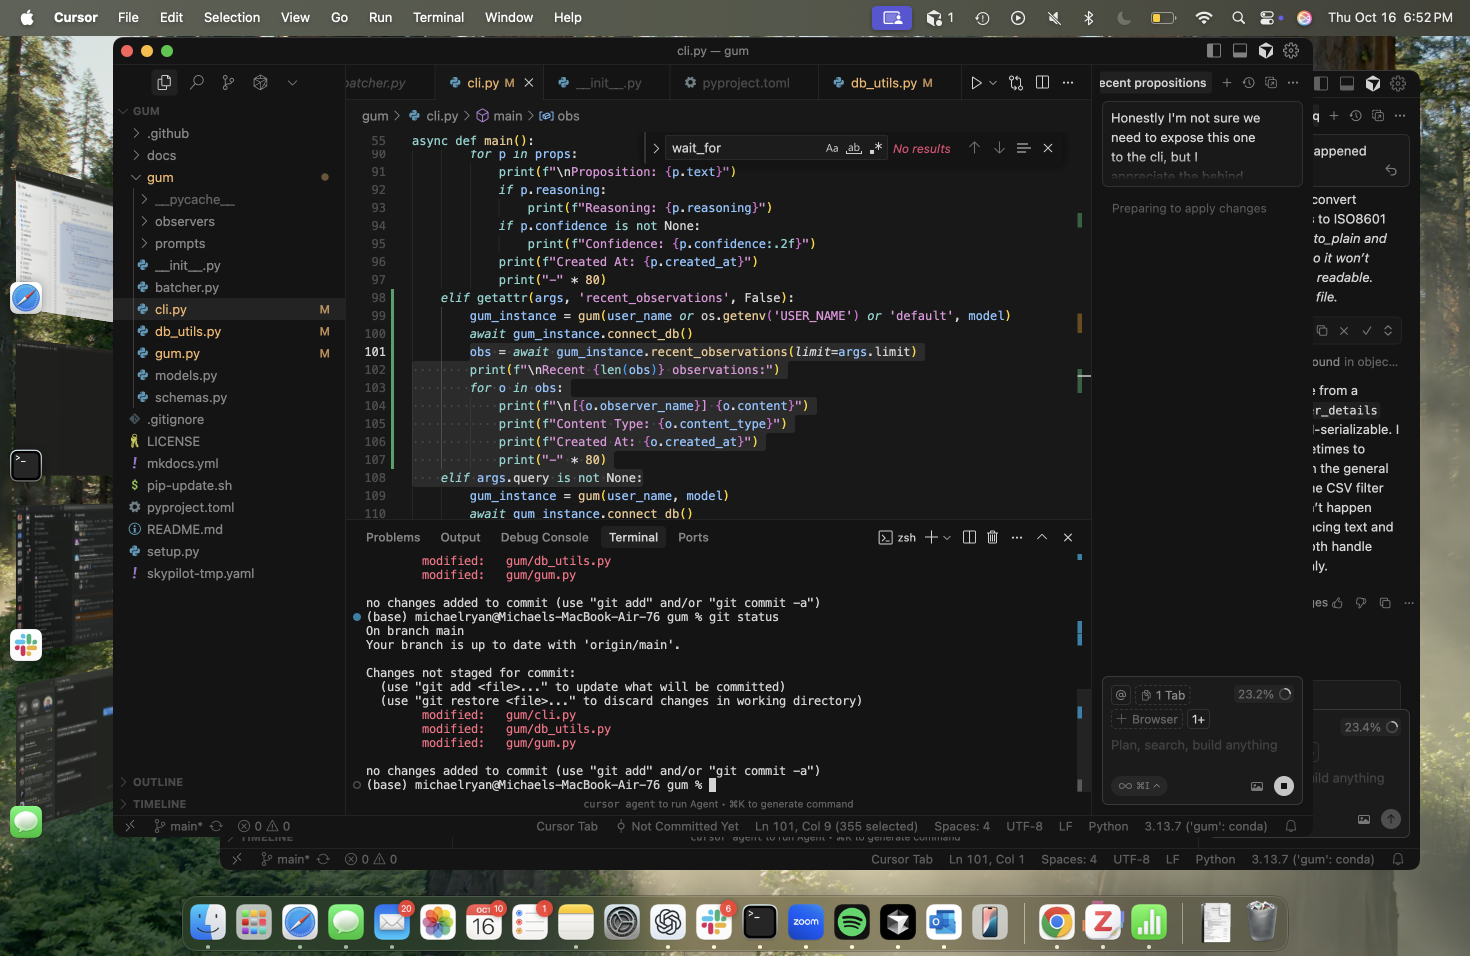 Cursor File Edit Selection View Go Run Terminal Window Help
1
Thu Oct 16 6:52 PM
cli.py — gum
batcher.py
cli.py M
__init__.py
pyproject.toml
db_utils.py M
ecent propositions
GUM
.github
docs
gum
__pycache__
observers
prompts
__init__.py
batcher.py
cli.py M
db_utils.py M
gum.py M
models.py
schemas.py
.gitignore
LICENSE
mkdocs.yml
pip-update.sh
pyproject.toml
README.md
setup.py
skypilot-tmp.yaml
OUTLINE
TIMELINE
gum > cli.py > main > obs
wait_for
Aa ab .*
No results
55 async def main():
90 for p in props:
91 print(f"\nProposition: {p.text}")
92 if p.reasoning:
93 print(f"Reasoning: {p.reasoning}")
94 if p.confidence is not None:
95 print(f"Confidence: {p.confidence:.2f}")
96 print(f"Created At: {p.created_at}")
97 print("-" * 80)
98 elif getattr(args, 'recent_observations', False):
99 gum_instance = gum(user_name or os.getenv('USER_NAME') or 'default', model)
100 await gum_instance.connect_db()
101 obs = await gum_instance.recent_observations(limit=args.limit)
102 print(f"\nRecent {len(obs)} observations:")
103 for o in obs:
104 print(f"\n[{o.observer_name}] {o.content}")
105 print(f"Content Type: {o.content_type}")
106 print(f"Created At: {o.created_at}")
107 print("-" * 80)
108 elif args.query is not None:
109 gum_instance = gum(user_name, model)
110 await gum_instance.connect_db()
Problems Output Debug Console Terminal Ports
zsh
modified: gum/db_utils.py
modified: gum/gum.py
no changes added to commit (use "git add" and/or "git commit -a")
(base) michaelryan@Michaels-MacBook-Air-76 gum % git status
On branch main
Your branch is up to date with 'origin/main'.
Changes not staged for commit:
(use "git add <file>..." to update what will be committed)
(use "git restore <file>..." to discard changes in working directory)
modified: gum/cli.py
modified: gum/db_utils.py
modified: gum/gum.py
no changes added to commit (use "git add" and/or "git commit -a")
(base) michaelryan@Michaels-MacBook-Air-76 gum %
cursor agent to run Agent • ⌘K to generate command
Honestly I'm not sure we
need to expose this one
to the cli, but I
appreciate the behind
Preparing to apply changes
@ 1 Tab 23.2%
+ Browser 1+
Plan, search, build anything
∞ ⌘I
main* 0 0
Cursor Tab Not Committed Yet Ln 101, Col 9 (355 selected) Spaces: 4 UTF-8 LF Python 3.13.7 ('gum': conda)
q
appened
convert
s to ISO8601
to_plain and
o it won't
readable.
file.
ound in objec...
e from a
er_details
-serializable. I
etimes to
n the general
e CSV filter
't happen
cing text and
oth handle
ly.
es
23.4%
ild anything
TIMELINE
cursor agent to run Agent • ⌘K to generate command
main* 0 0
Cursor Tab Ln 101, Col 1 Spaces: 4 UTF-8 LF Python 3.13.7 ('gum': conda)
20
OCT 10
16
1
6
zoom
Z